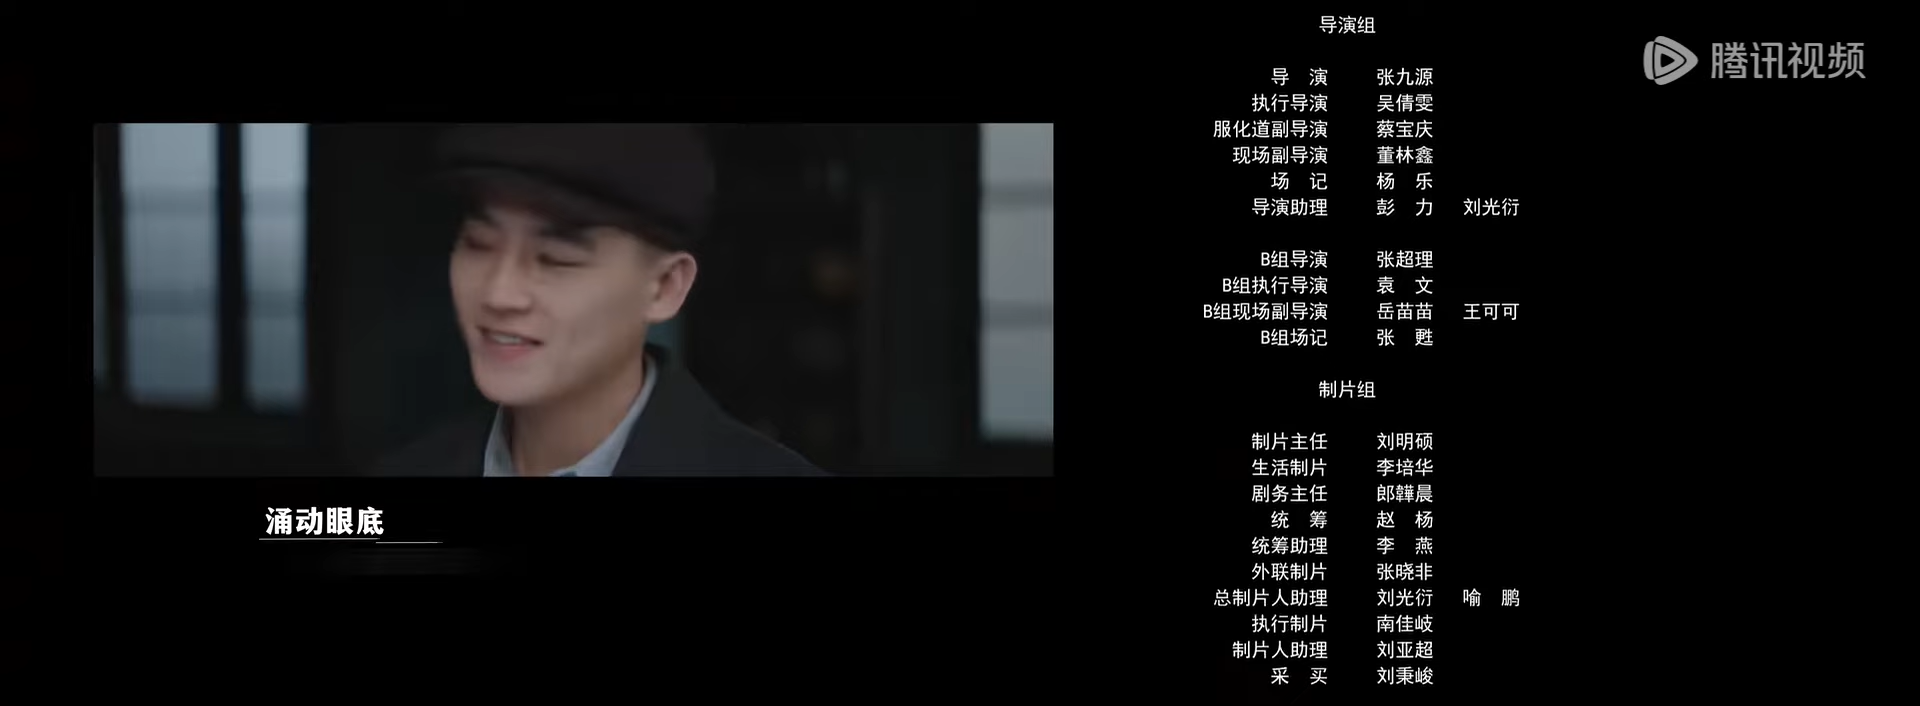 导演组
腾讯视频
导 演 张九源
执行导演 吴倩雯
服化道副导演 蔡宝庆
现场副导演 董林鑫
场 记 杨 乐
导演助理 彭 力 刘光衍
B组导演 张超理
B组执行导演 袁 文
B组现场副导演 岳苗苗 王可可
B组场记 张 甦
制片组
制片主任 刘明硕
生活制片 李培华
剧务主任 郎韡晨
统 筹 赵 杨
统筹助理 李 燕
外联制片 张晓非
总制片人助理 刘光衍 喻 鹏
执行制片 南佳岐
制片人助理 刘亚超
采 买 刘秉峻
涌动眼底